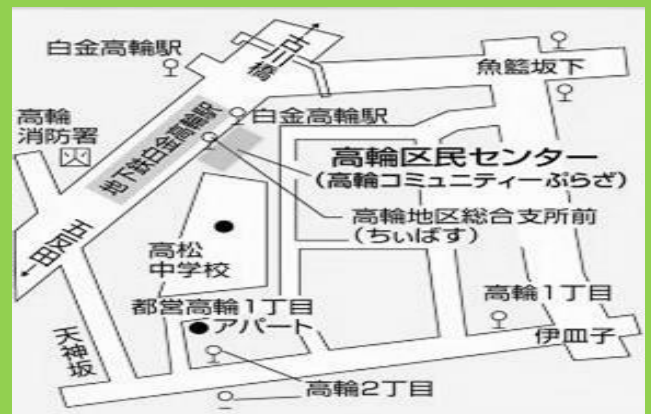 古川橋
白金高輪駅
魚籃坂下
高輪
消防署
白金高輪駅
地下鉄白金高輪駅
高輪区民センター
(高輪コミュニティーぷらざ)
高輪地区総合支所前
(ちぃばす)
五反田
高松
中学校
都営高輪1丁目
アパート
高輪1丁目
天神坂
伊皿子
高輪2丁目